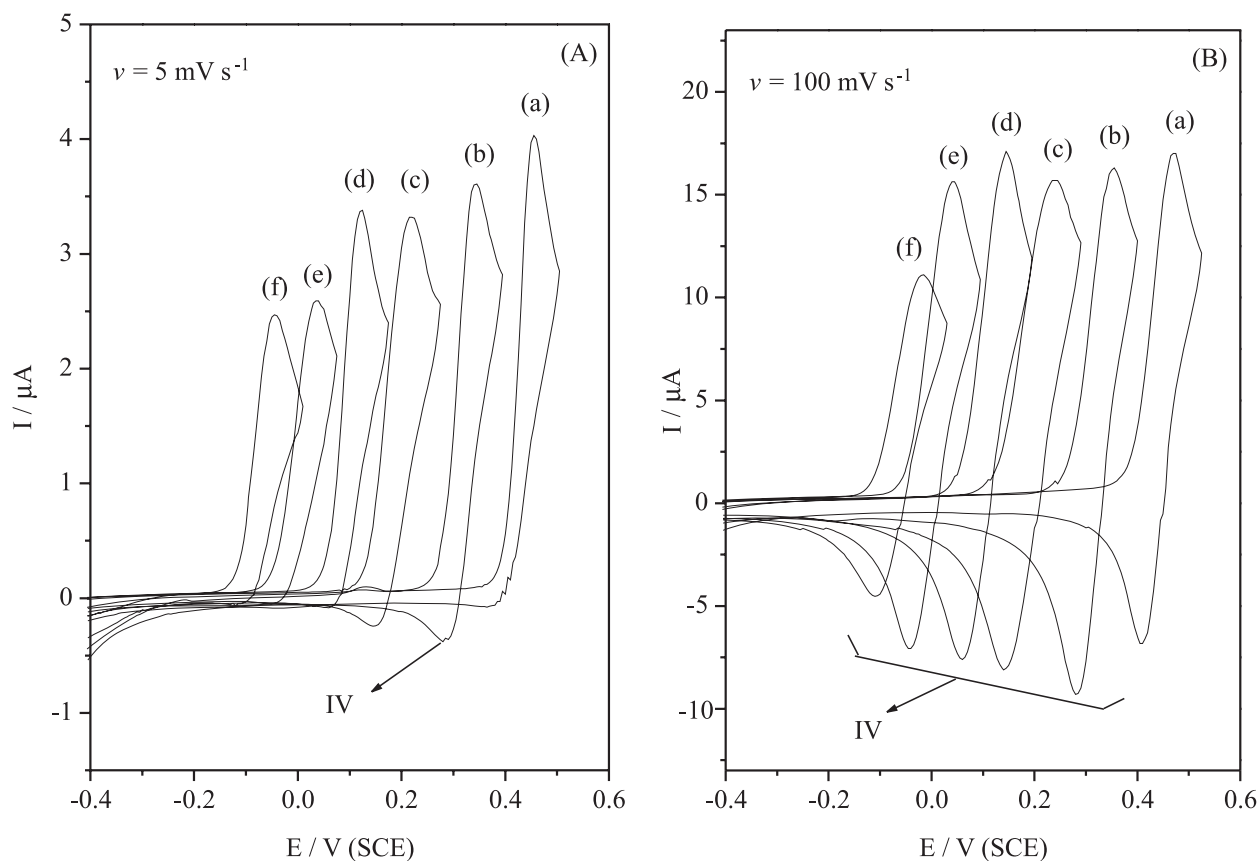 (A)
v = 5 mV s⁻¹
(a)
(b)
(d)
(c)
(f)
(e)
IV
5
4
3
2
1
0
-1
I / μA
-0.4
-0.2
0.0
0.2
0.4
0.6
E / V (SCE)
(B)
v = 100 mV s⁻¹
(d)
(a)
(e)
(c)
(b)
(f)
IV
20
15
10
5
0
-5
-10
I / μA
-0.4
-0.2
0.0
0.2
0.4
0.6
E / V (SCE)